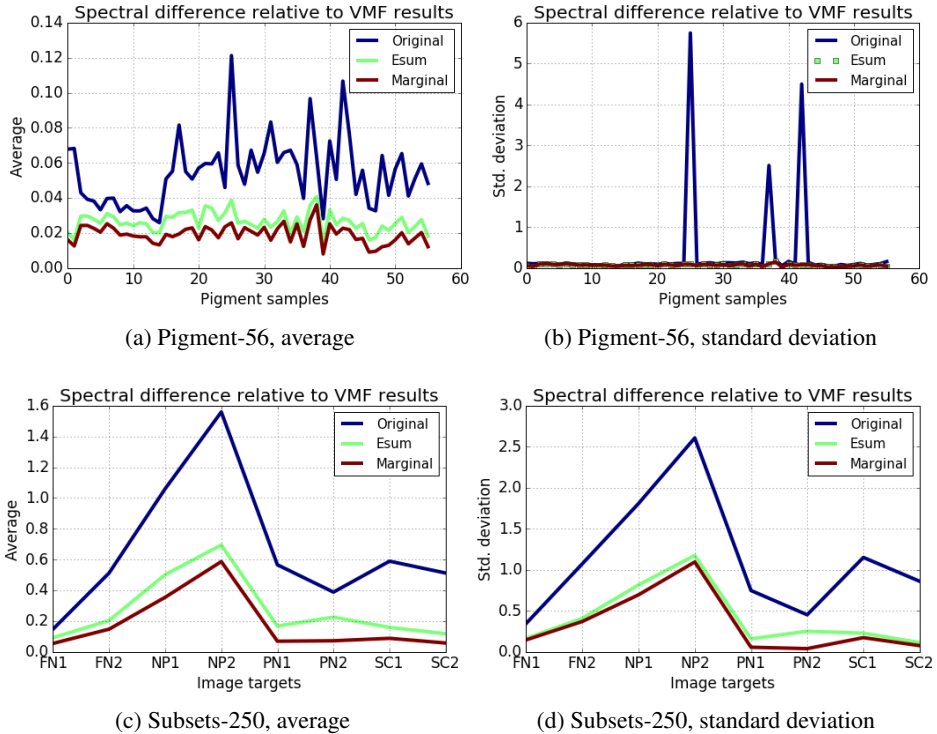 Spectral difference relative to VMF results
0.14
0.12
0.10
0.08
0.06
0.04
0.02
0.00
Average
0 10 20 30 40 50 60
Pigment samples
Original
Esum
Marginal
(a) Pigment-56, average
Spectral difference relative to VMF results
6
5
4
3
2
1
0
Std. deviation
0 10 20 30 40 50 60
Pigment samples
Original
Esum
Marginal
(b) Pigment-56, standard deviation
Spectral difference relative to VMF results
1.6
1.4
1.2
1.0
0.8
0.6
0.4
0.2
0.0
Average
FN1 FN2 NP1 NP2 PN1 PN2 SC1 SC2
Image targets
Original
Esum
Marginal
(c) Subsets-250, average
Spectral difference relative to VMF results
3.0
2.5
2.0
1.5
1.0
0.5
0.0
Std. deviation
FN1 FN2 NP1 NP2 PN1 PN2 SC1 SC2
Image targets
Original
Esum
Marginal
(d) Subsets-250, standard deviation